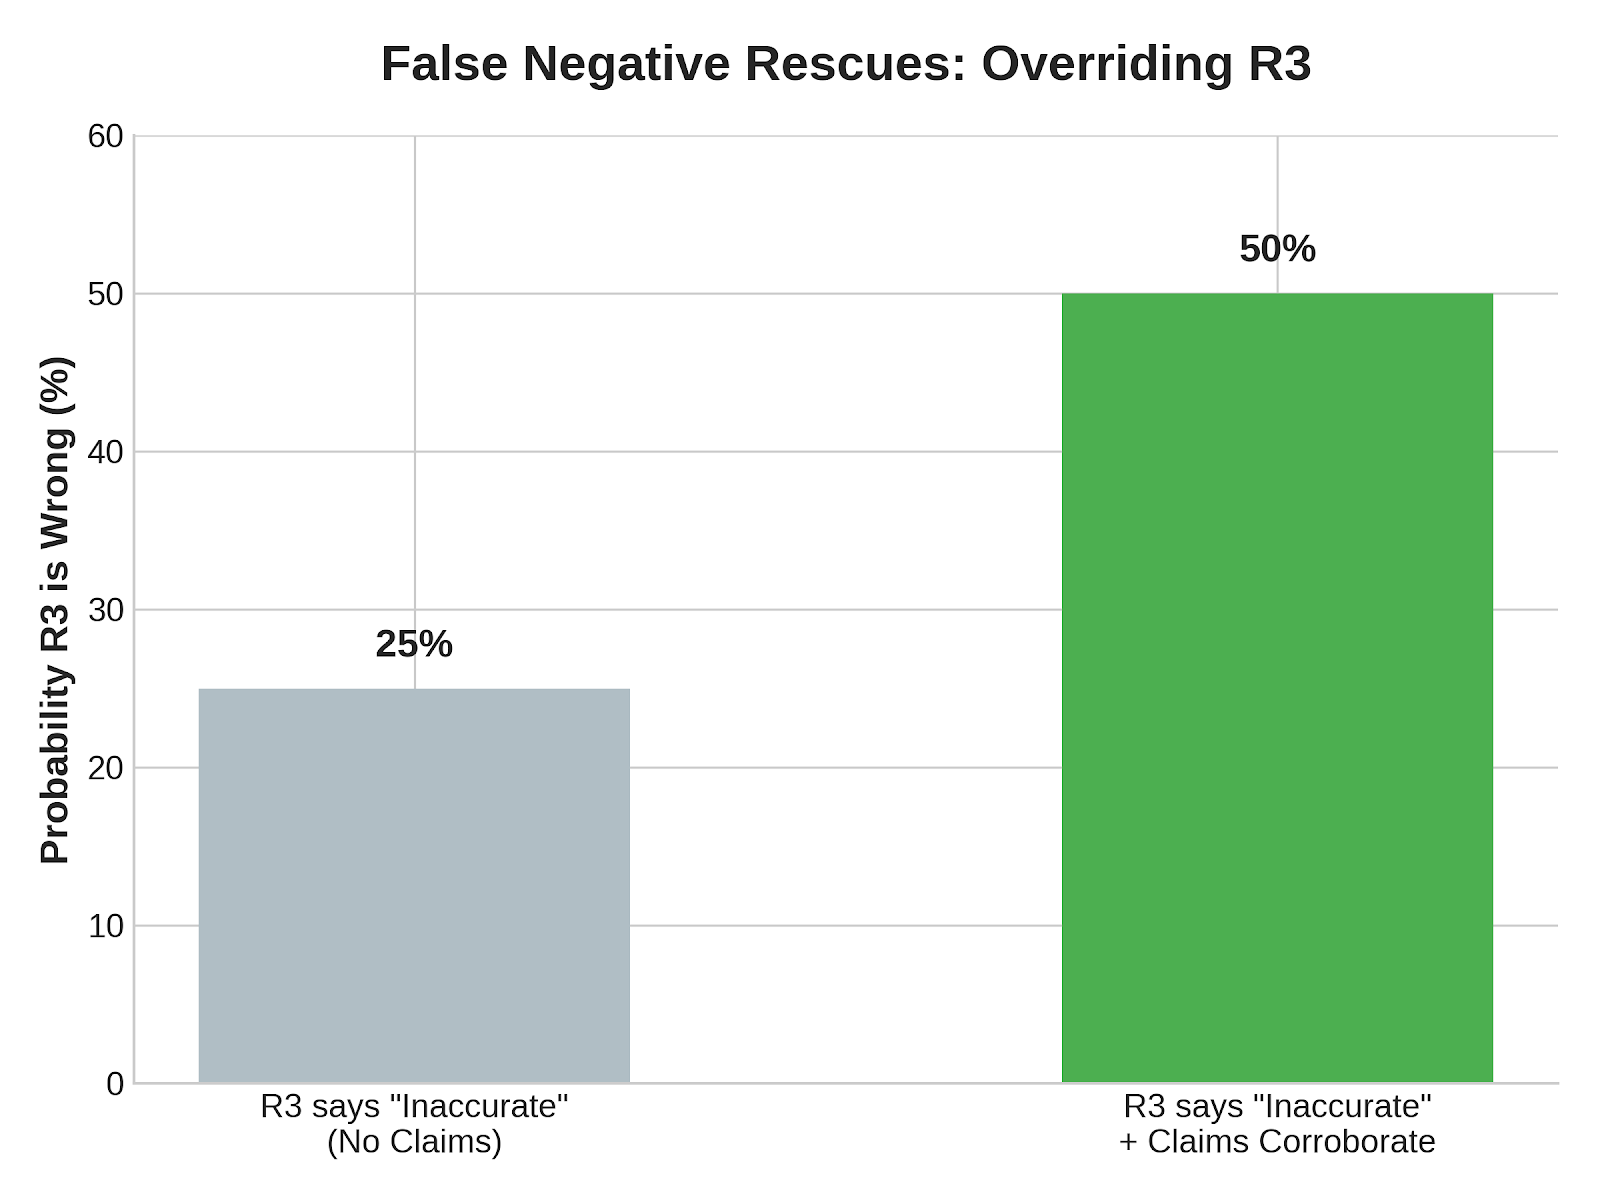 False Negative Rescues: Overriding R3
Probability R3 is Wrong (%)
60
50
40
30
20
10
0
25%
50%
R3 says "Inaccurate"
(No Claims)
R3 says "Inaccurate"
+ Claims Corroborate